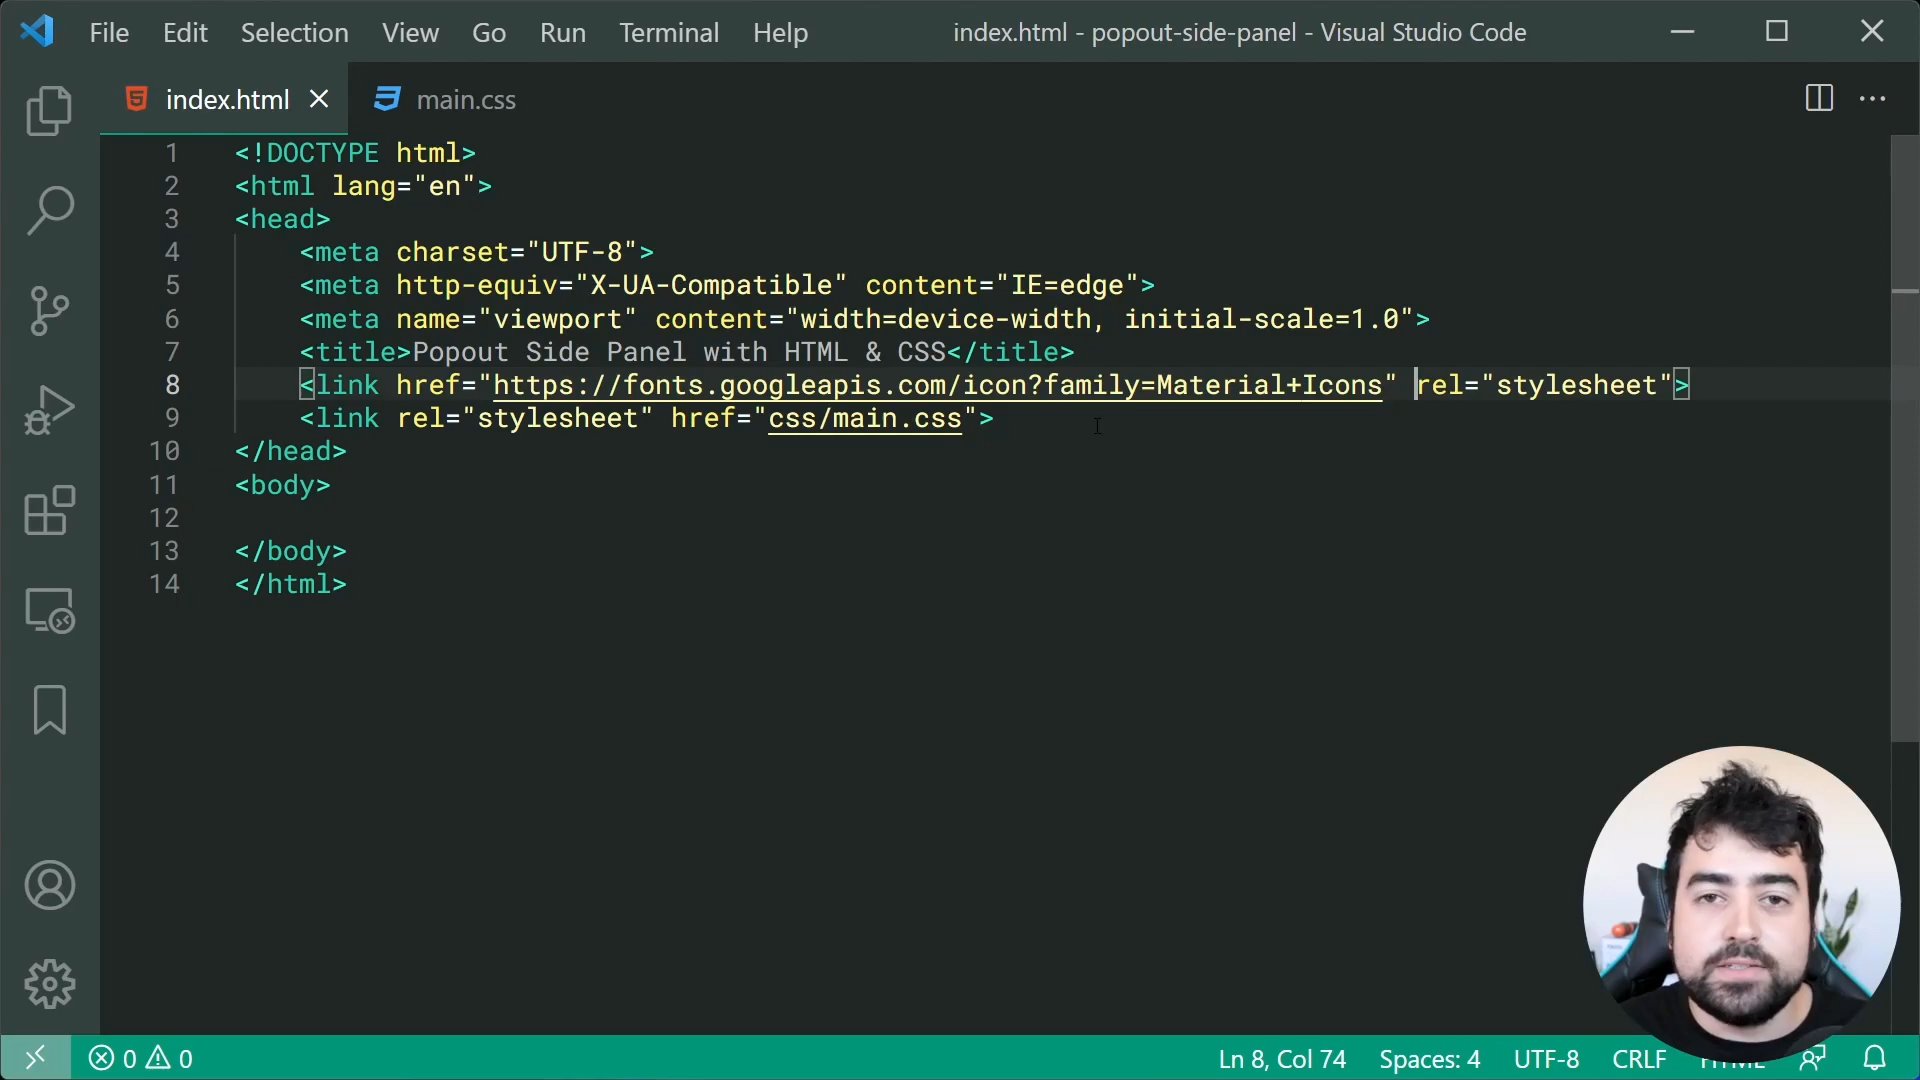 File Edit Selection View Go Run Terminal Help index.html - popout-side-panel - Visual Studio Code
index.html main.css
1 <!DOCTYPE html>
2 <html lang="en">
3 <head>
4 <meta charset="UTF-8">
5 <meta http-equiv="X-UA-Compatible" content="IE=edge">
6 <meta name="viewport" content="width=device-width, initial-scale=1.0">
7 <title>Popout Side Panel with HTML & CSS</title>
8 <link href="https://fonts.googleapis.com/icon?family=Material+Icons" rel="stylesheet">
9 <link rel="stylesheet" href="css/main.css">
10 </head>
11 <body>
12
13 </body>
14 </html>
0 0 Ln 8, Col 74 Spaces: 4 UTF-8 CRLF HTML